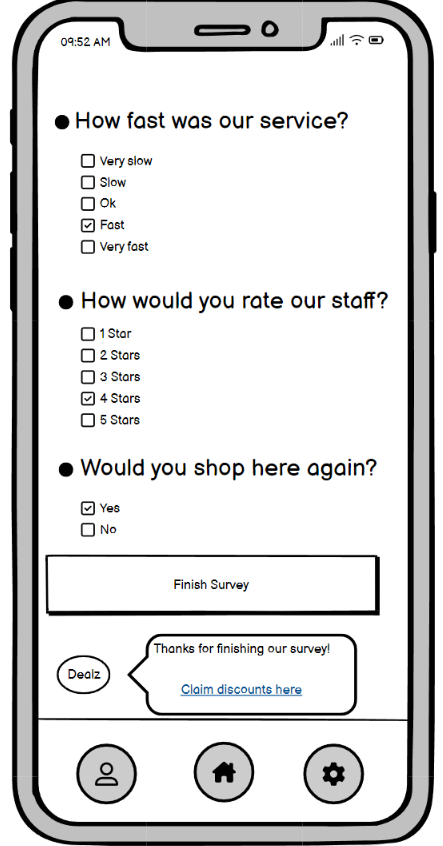 09:52 AM
How fast was our service?
Very slow
Slow
Ok
Fast
Very fast
How would you rate our staff?
1 Star
2 Stars
3 Stars
4 Stars
5 Stars
Would you shop here again?
Yes
No
Finish Survey
Thanks for finishing our survey!
Dealz
Claim discounts here